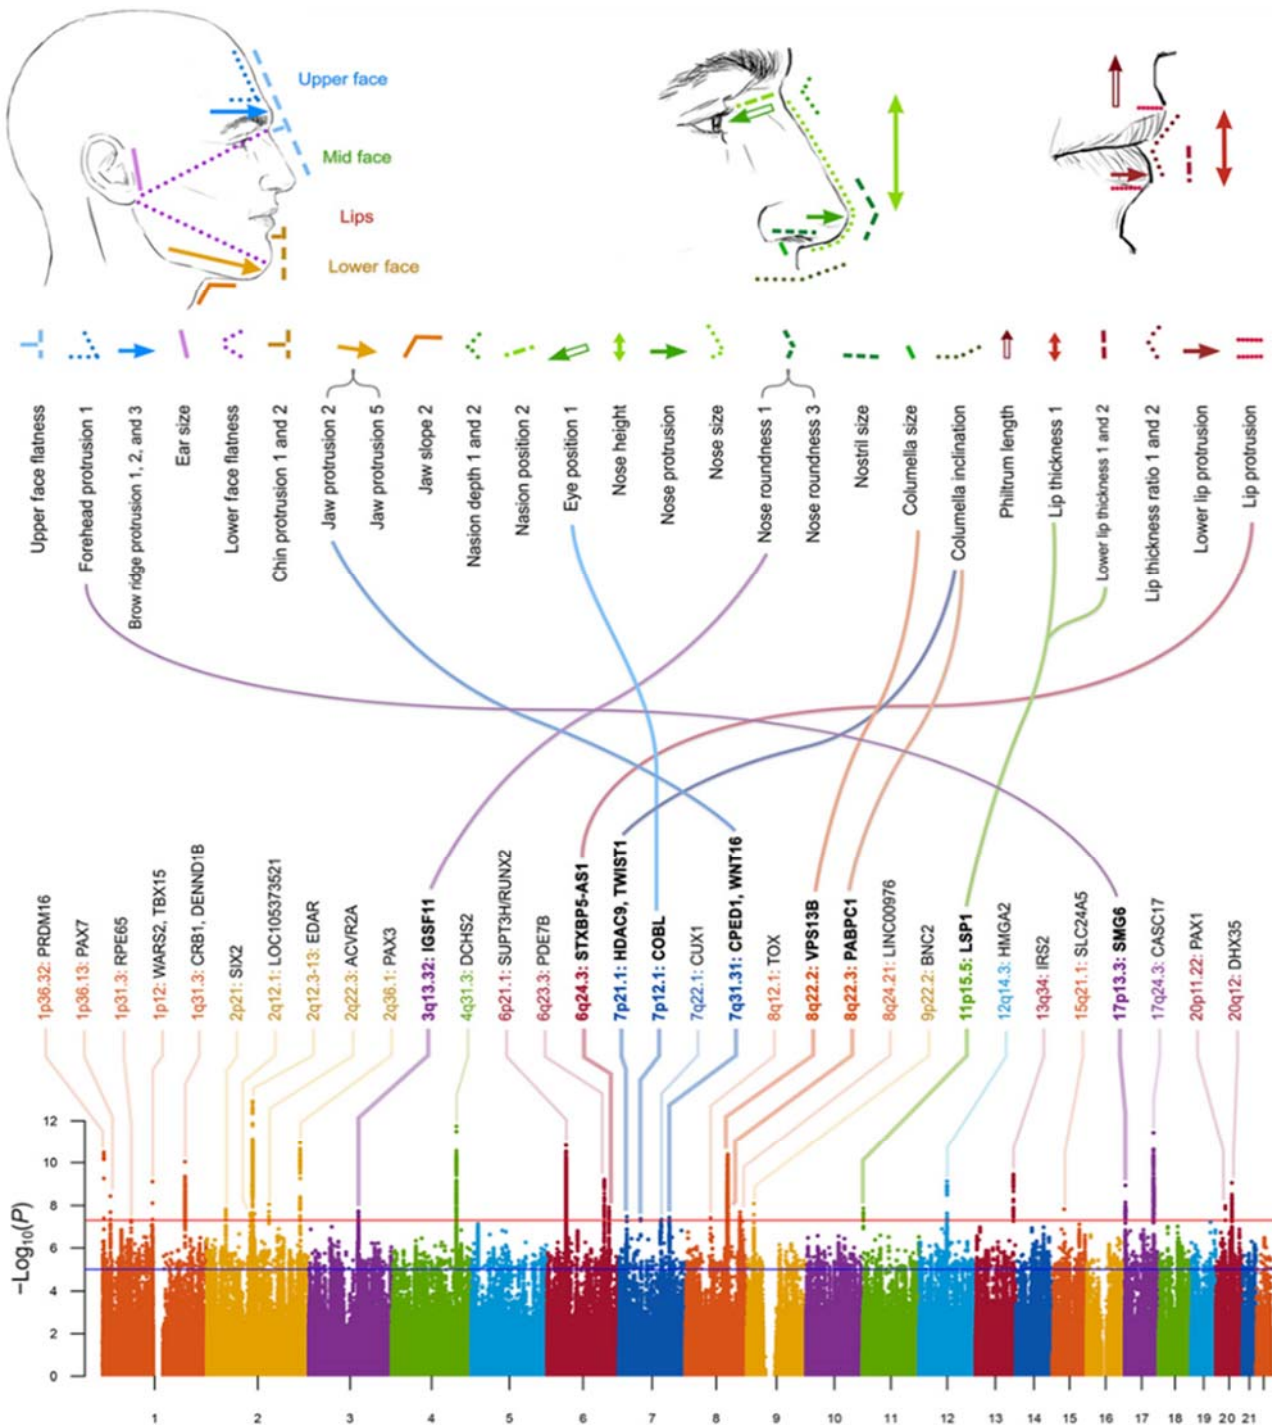 Upper face
Mid face
Lips
Lower face
Upper face flatness
Forehead protrusion 1
Brow ridge protrusion 1, 2, and 3
Ear size
Lower face flatness
Chin protrusion 1 and 2
Jaw protrusion 2
Jaw protrusion 5
Jaw slope 2
Nasion depth 1 and 2
Nasion position 2
Eye position 1
Nose height
Nose protrusion
Nose size
Nose roundness 1
Nose roundness 3
Nostril size
Columella size
Columella inclination
Philtrum length
Lip thickness 1
Lower lip thickness 1 and 2
Lip thickness ratio 1 and 2
Lower lip protrusion
Lip protrusion
1p36.32: PRDM16
1p36.13: PAX7
1p31.3: RPE65
1p12: WARS2, TBX15
1q31.3: CRB1, DENND1B
2p21: SIX2
2q12.1: LOC105373521
2q12.3-13: EDAR
2q22.3: ACVR2A
2q36.1: PAX3
3q13.32: IGSF11
4q31.3: DCHS2
6p21.1: SUPT3H/RUNX2
6q23.3: PDE7B
6q24.3: STXBP5-AS1
7p21.1: HDAC9, TWIST1
7p12.1: COBL
7q22.1: CUX1
7q31.31: CPED1, WNT16
8q12.1: TOX
8q22.2: VPS13B
8q22.3: PABPC1
8q24.21: LINC00976
9p22.2: BNC2
11p15.5: LSP1
12q14.3: HMGA2
13q34: IRS2
15q21.1: SLC24A5
17p13.3: SMG6
17q24.3: CASC17
20p11.22: PAX1
20q12: DHX35
−Log10(P)
12
10
8
6
4
2
0
1 2 3 4 5 6 7 8 9 10 11 12 13 14 15 16 17 18 19 20 21